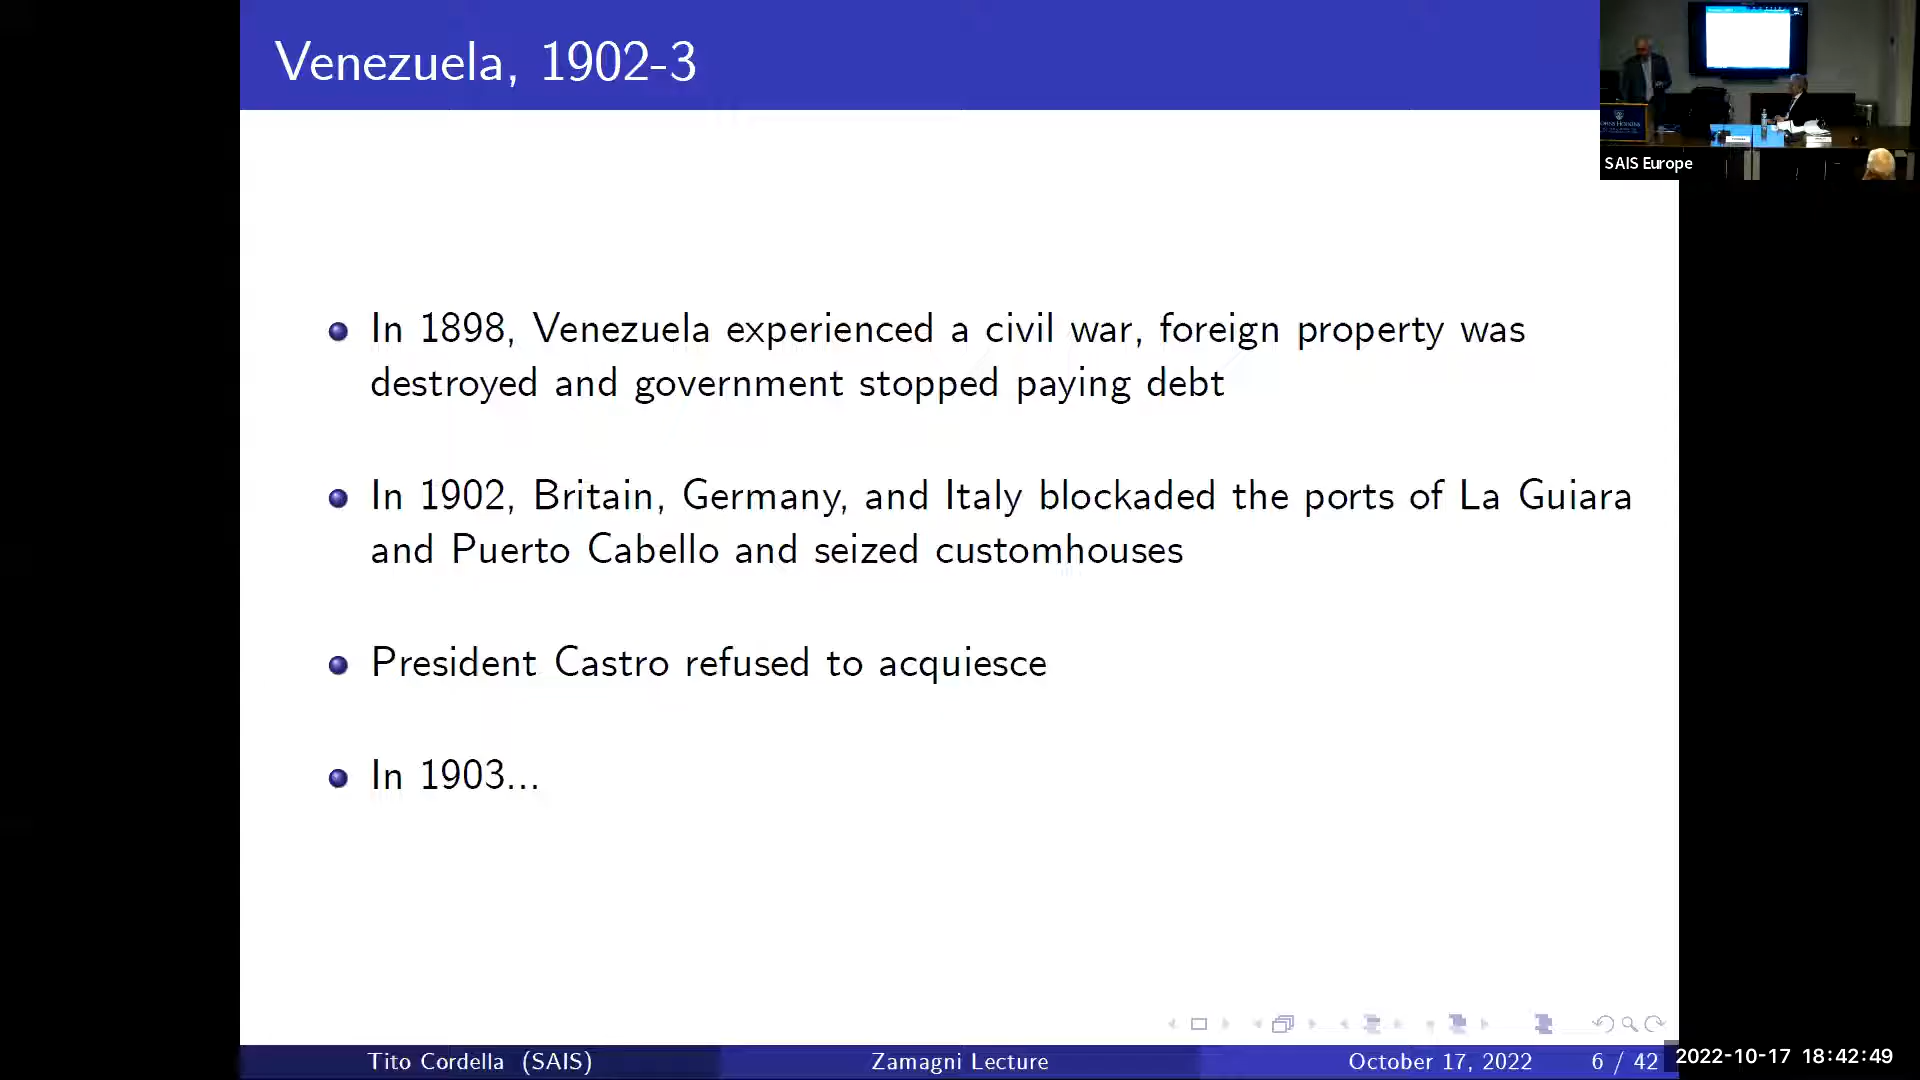 Venezuela, 1902-3
In 1898, Venezuela experienced a civil war, foreign property was
destroyed and government stopped paying debt
In 1902, Britain, Germany, and Italy blockaded the ports of La Guiara
and Puerto Cabello and seized customhouses
President Castro refused to acquiesce
In 1903...
SAIS Europe
Tito Cordella (SAIS)
Zamagni Lecture
October 17, 2022
6 / 42
2022-10-17 18:42:49